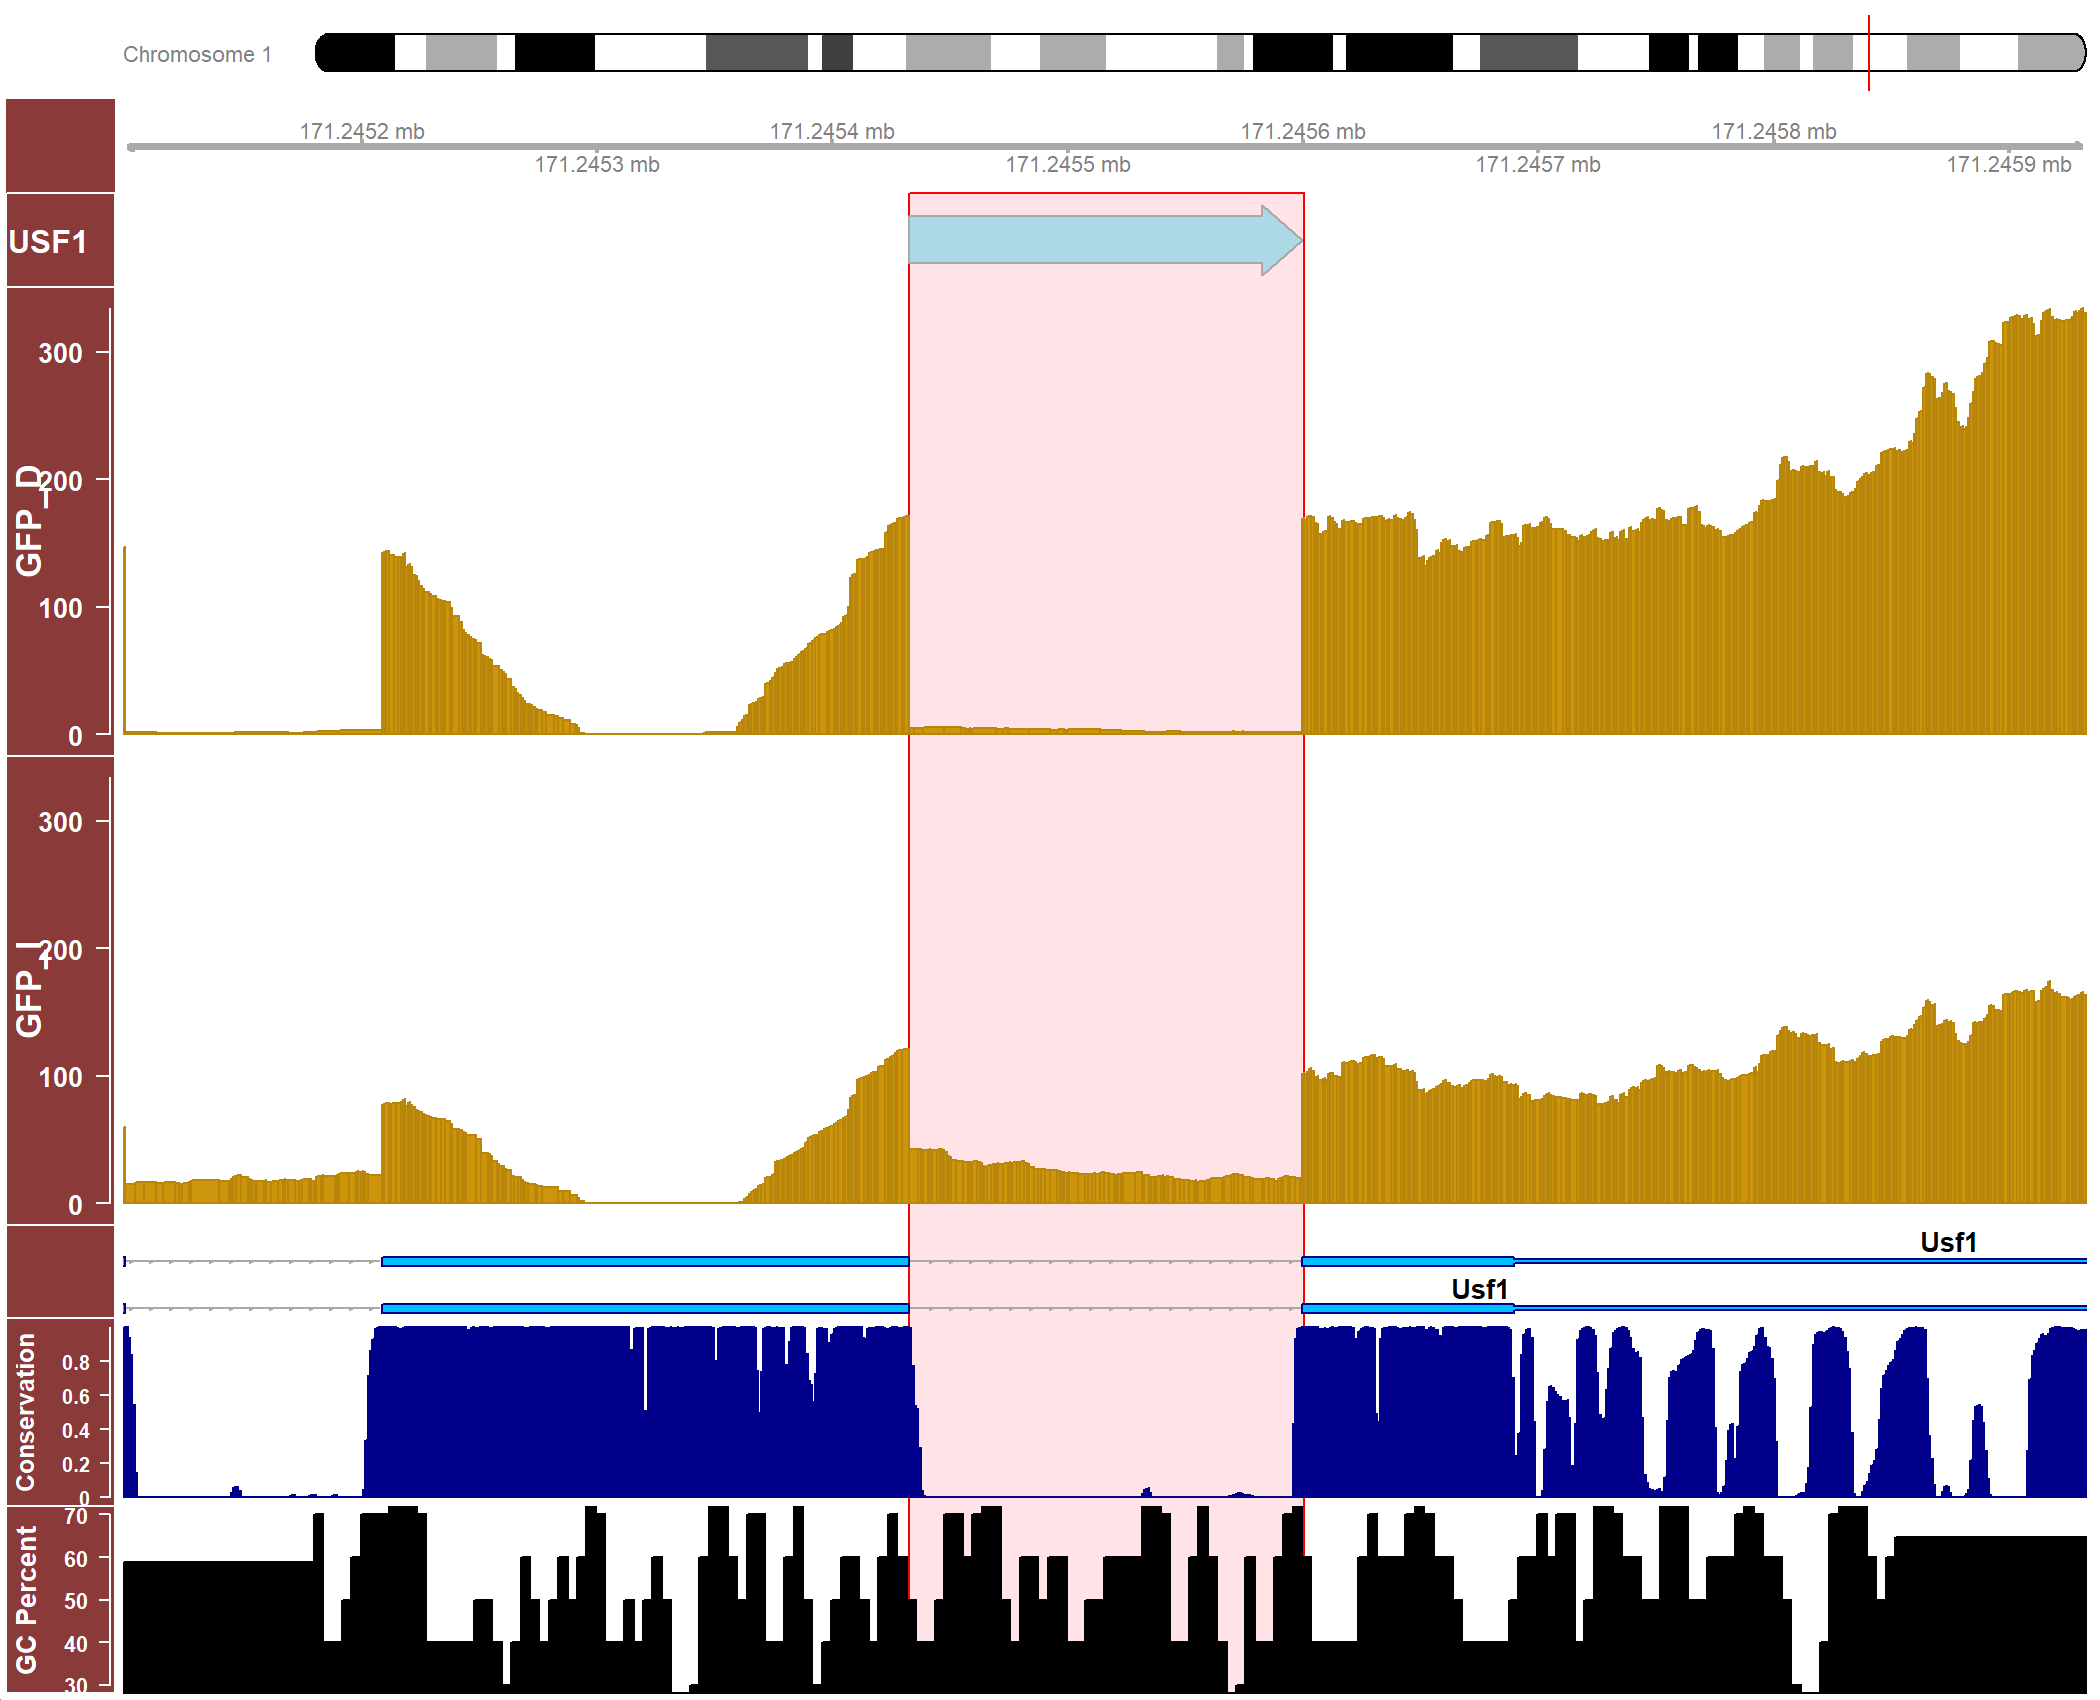 Chromosome 1
171.2452 mb 171.2454 mb 171.2456 mb 171.2458 mb
171.2453 mb 171.2455 mb 171.2457 mb 171.2459 mb
USF1
GFP_D
300
200
100
0
GFP_I
300
200
100
0
Usf1
Usf1
Conservation
0.8
0.6
0.4
0.2
0
GC Percent
70
60
50
40
30